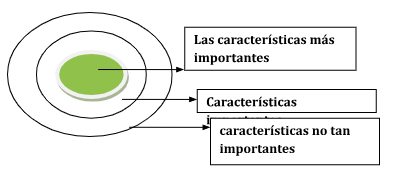 Las características más
importantes
Características
características no tan
importantes